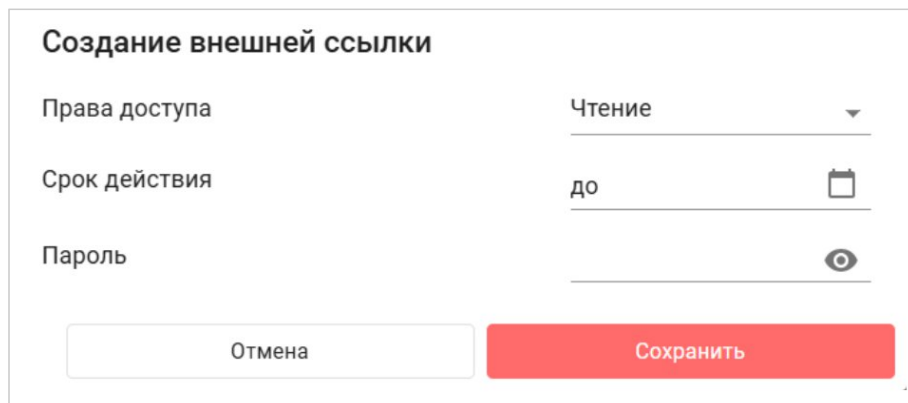 Создание внешней ссылки
Права доступа Чтение
Срок действия до
Пароль
Отмена Сохранить